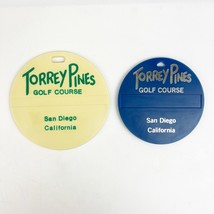 TORREY PINES
GOLF COURSE
San Diego
California
TORREY PINES
GOLF COURSE
San Diego
California